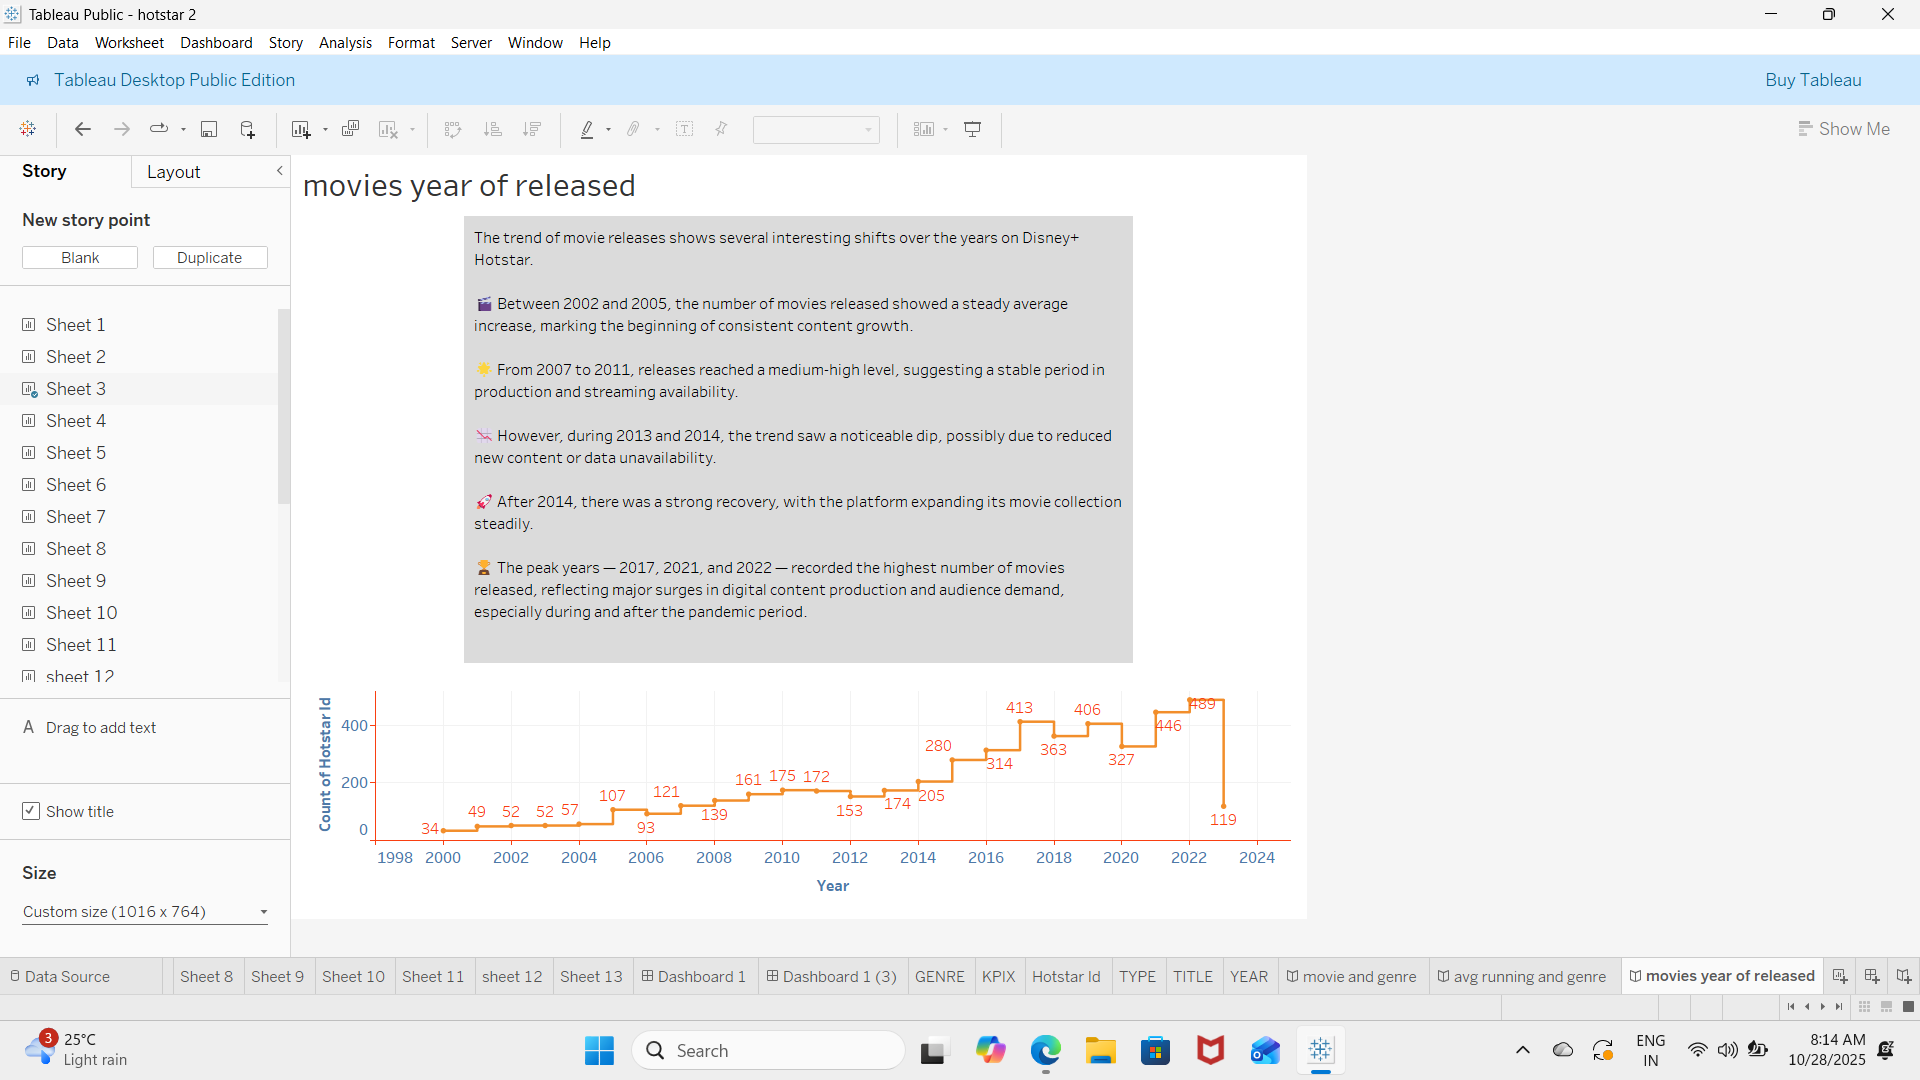 Tableau Public - hotstar 2
File Data Worksheet Dashboard Story Analysis Format Server Window Help
Tableau Desktop Public Edition
Buy Tableau
Show Me
Story
Layout
New story point
Blank
Duplicate
Sheet 1
Sheet 2
Sheet 3
Sheet 4
Sheet 5
Sheet 6
Sheet 7
Sheet 8
Sheet 9
Sheet 10
Sheet 11
sheet 12
A Drag to add text
Show title
Size
Custom size (1016 x 764)
movies year of released
The trend of movie releases shows several interesting shifts over the years on Disney+
Hotstar.
🎬 Between 2002 and 2005, the number of movies released showed a steady average
increase, marking the beginning of consistent content growth.
🌟 From 2007 to 2011, releases reached a medium-high level, suggesting a stable period in
production and streaming availability.
📉 However, during 2013 and 2014, the trend saw a noticeable dip, possibly due to reduced
new content or data unavailability.
🚀 After 2014, there was a strong recovery, with the platform expanding its movie collection
steadily.
🏆 The peak years — 2017, 2021, and 2022 — recorded the highest number of movies
released, reflecting major surges in digital content production and audience demand,
especially during and after the pandemic period.
Count of Hotstar Id
400
200
0
34 49 52 52 57 107 93 121 139 161 175 172 153 174 205 280 314 413 363 406 327 446 489 119
1998 2000 2002 2004 2006 2008 2010 2012 2014 2016 2018 2020 2022 2024
Year
Data Source Sheet 8 Sheet 9 Sheet 10 Sheet 11 sheet 12 Sheet 13 Dashboard 1 Dashboard 1 (3) GENRE KPIX Hotstar Id TYPE TITLE YEAR movie and genre avg running and genre movies year of released
3
25°C
Light rain
Search
ENG
IN
8:14 AM
10/28/2025